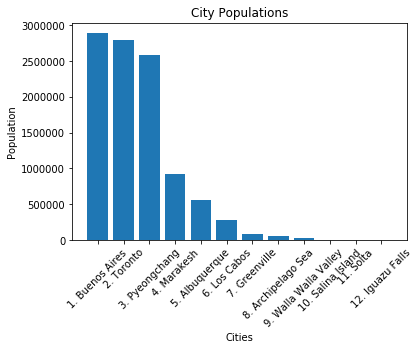 City Populations
3000000
2500000
2000000
1500000
1000000
500000
0
Population
1. Buenos Aires
2. Toronto
3. Pyeongchang
4. Marakesh
5. Albuquerque
6. Los Cabos
7. Greenville
8. Archipelago Sea
9. Walla Walla Valley
10. Salina Island
11. Solta
12. Iguazu Falls
Cities